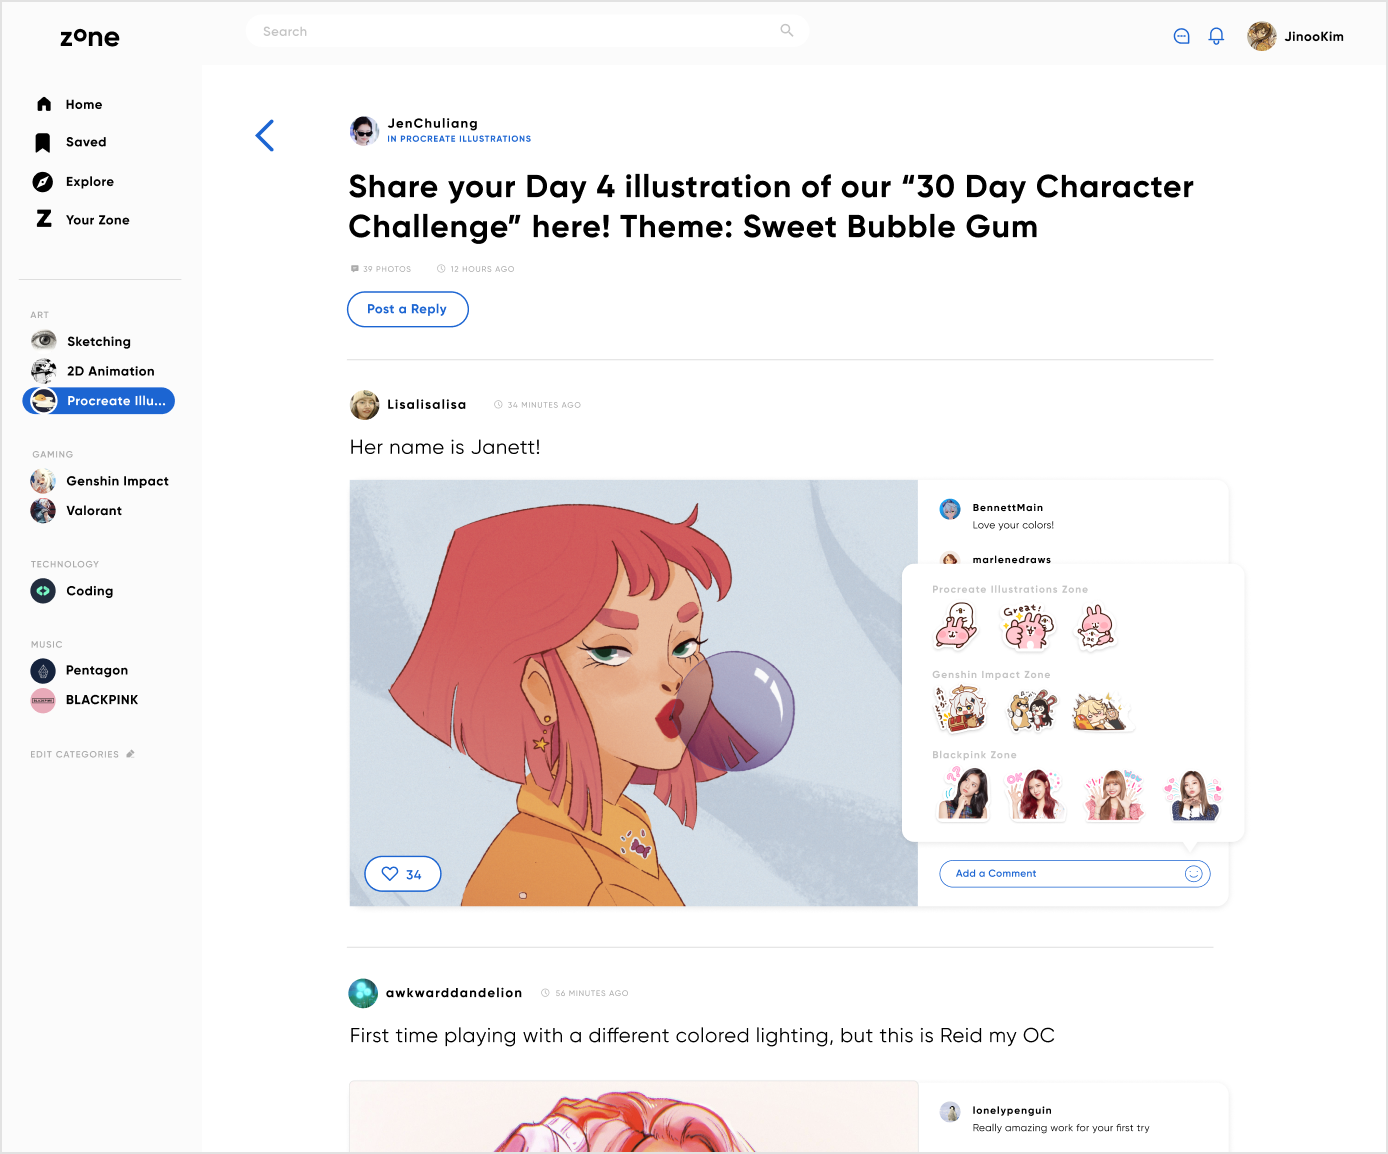 zone
Search
JinooKim
Home
Saved
Explore
Your Zone
ART
Sketching
2D Animation
Procreate Illu...
GAMING
Genshin Impact
Valorant
TECHNOLOGY
Coding
MUSIC
Pentagon
BLACKPINK
EDIT CATEGORIES
JenChuliang
IN PROCREATE ILLUSTRATIONS
Share your Day 4 illustration of our “30 Day Character
Challenge” here! Theme: Sweet Bubble Gum
39 PHOTOS
12 HOURS AGO
Post a Reply
Lisalisalisa
34 MINUTES AGO
Her name is Janett!
34
BennettMain
Love your colors!
marlenedraws
Procreate Illustrations Zone
Great!
Genshin Impact Zone
Blackpink Zone
??
OK
Wow
Add a Comment
awkwarddandelion
56 MINUTES AGO
First time playing with a different colored lighting, but this is Reid my OC
lonelypenguin
Really amazing work for your first try